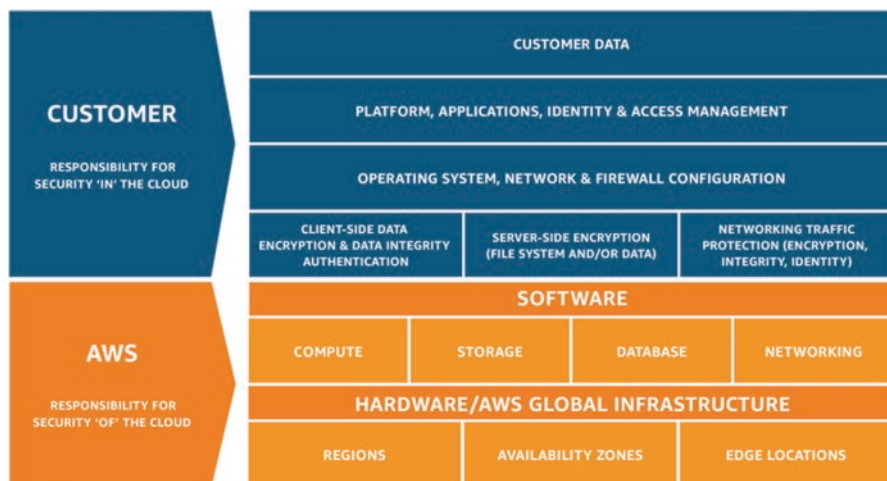 CUSTOMER
RESPONSIBILITY FOR
SECURITY ‘IN’ THE CLOUD
CUSTOMER DATA
PLATFORM, APPLICATIONS, IDENTITY & ACCESS MANAGEMENT
OPERATING SYSTEM, NETWORK & FIREWALL CONFIGURATION
CLIENT-SIDE DATA
ENCRYPTION & DATA INTEGRITY
AUTHENTICATION
SERVER-SIDE ENCRYPTION
(FILE SYSTEM AND/OR DATA)
NETWORKING TRAFFIC
PROTECTION (ENCRYPTION,
INTEGRITY, IDENTITY)
AWS
RESPONSIBILITY FOR
SECURITY ‘OF’ THE CLOUD
SOFTWARE
COMPUTE
STORAGE
DATABASE
NETWORKING
HARDWARE/AWS GLOBAL INFRASTRUCTURE
REGIONS
AVAILABILITY ZONES
EDGE LOCATIONS